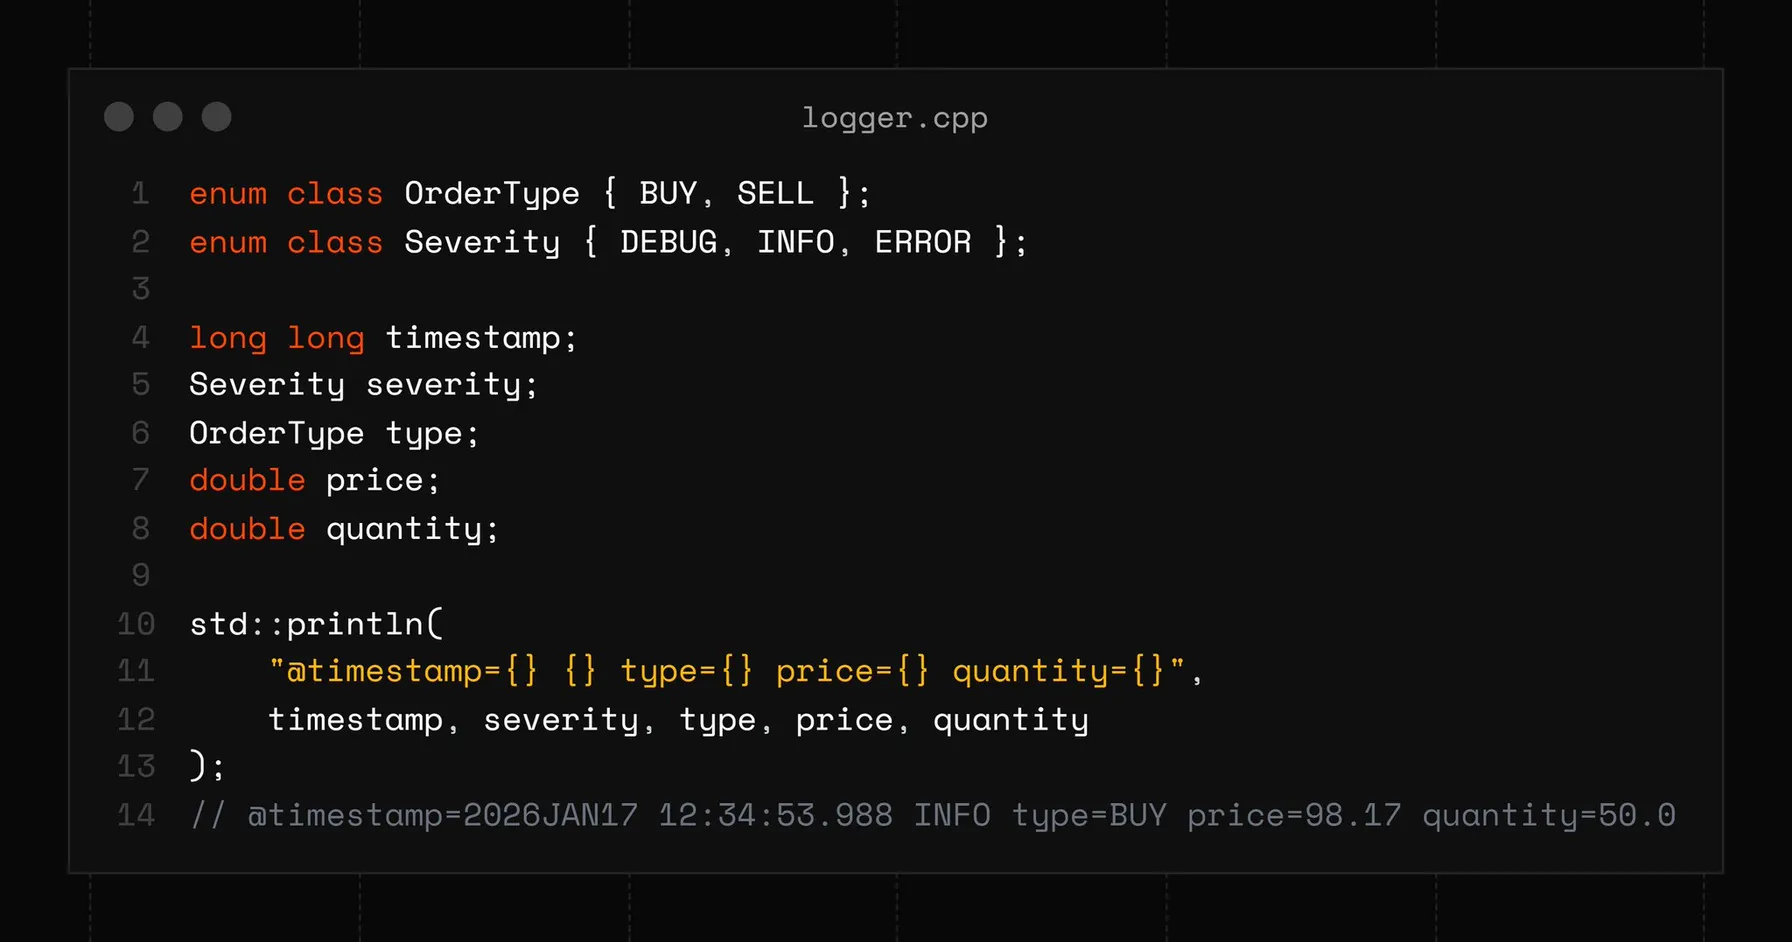 logger.cpp
1 enum class OrderType { BUY, SELL };
2 enum class Severity { DEBUG, INFO, ERROR };
3
4 long long timestamp;
5 Severity severity;
6 OrderType type;
7 double price;
8 double quantity;
9
10 std::println(
11     "@timestamp={} {} type={} price={} quantity={}",
12     timestamp, severity, type, price, quantity
13 );
14 // @timestamp=2026JAN17 12:34:53.988 INFO type=BUY price=98.17 quantity=50.0